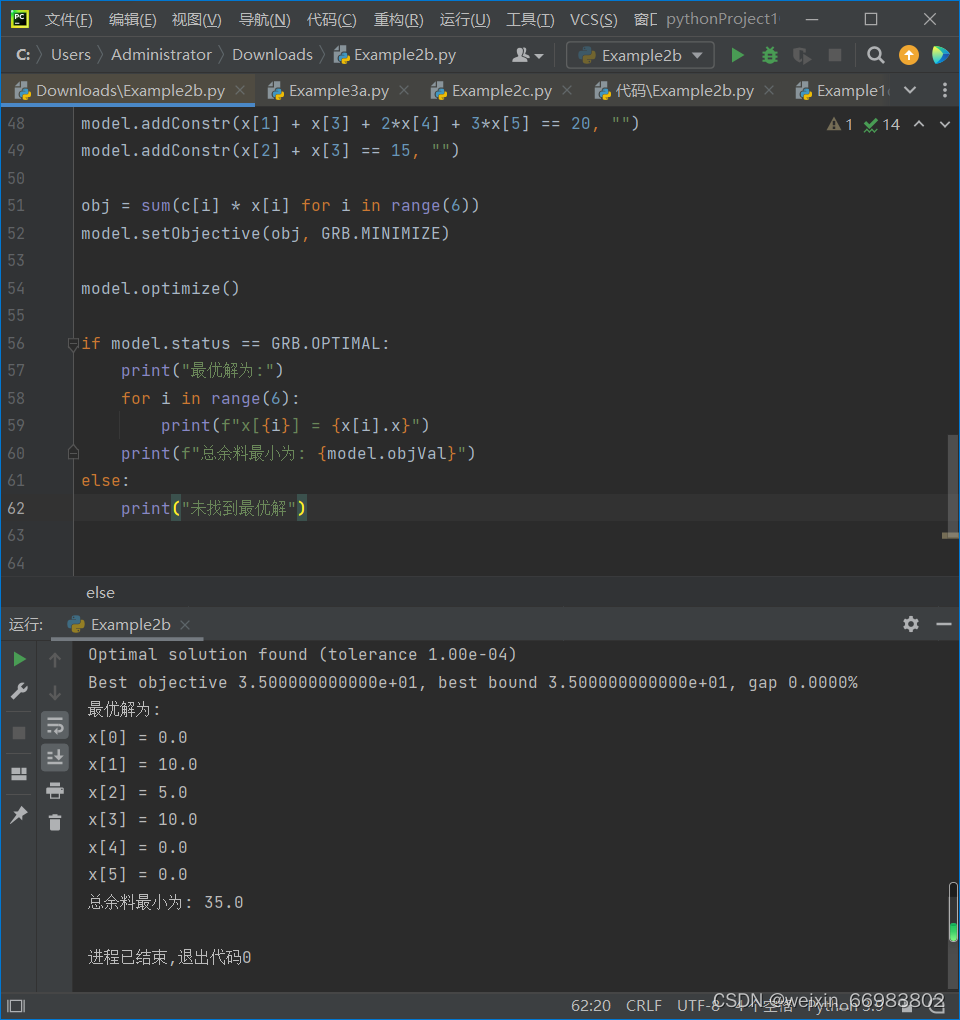 PC 文件(F) 编辑(E) 视图(V) 导航(N) 代码(C) 重构(R) 运行(U) 工具(T) VCS(S) pythonProject1
C: Users Administrator Downloads Example2b.py Example2b
Downloads\Example2b.py Example3a.py Example2c.py 代码\Example2b.py Example1
48 model.addConstr(x[1] + x[3] + 2*x[4] + 3*x[5] == 20, "") 1 14
49 model.addConstr(x[2] + x[3] == 15, "")
50
51 obj = sum(c[i] * x[i] for i in range(6))
52 model.setObjective(obj, GRB.MINIMIZE)
53
54 model.optimize()
55
56 if model.status == GRB.OPTIMAL:
57 print("最优解为:")
58 for i in range(6):
59 print(f"x[{i}] = {x[i].x}")
60 print(f"总余料最小为: {model.objVal}")
61 else:
62 print("未找到最优解")
63
64
else
运行: Example2b
Optimal solution found (tolerance 1.00e-04)
Best objective 3.500000000000e+01, best bound 3.500000000000e+01, gap 0.0000%
最优解为:
x[0] = 0.0
x[1] = 10.0
x[2] = 5.0
x[3] = 10.0
x[4] = 0.0
x[5] = 0.0
总余料最小为: 35.0
进程已结束,退出代码0
62:20 CRLF UTF-8 4 个空格 Python 3.9
CSDN @weixin_66983802